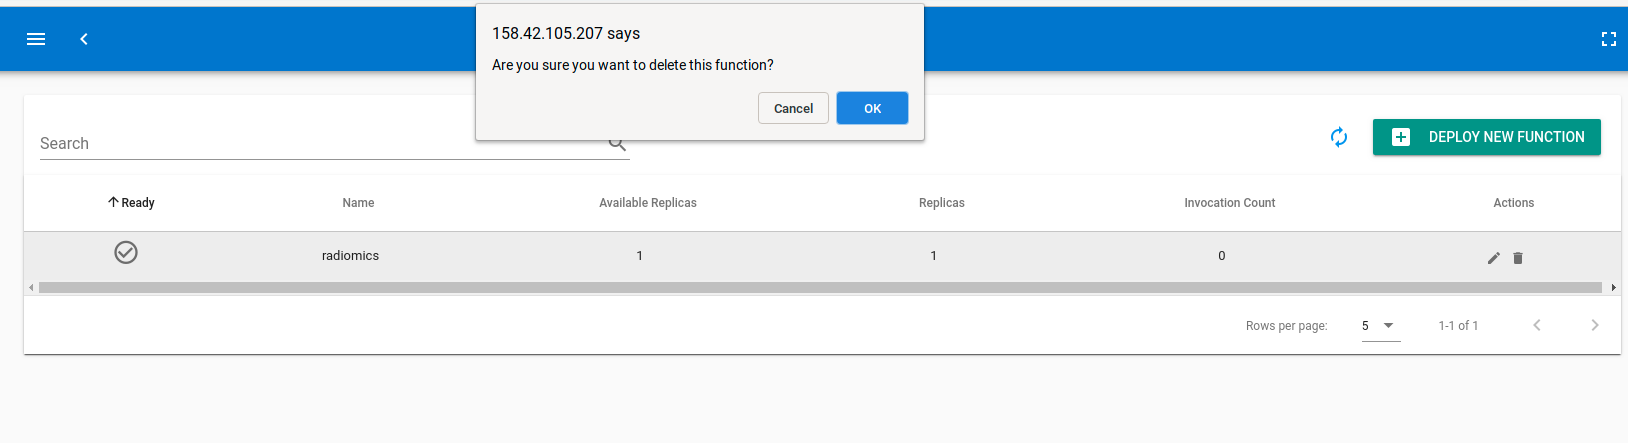 158.42.105.207 says
Are you sure you want to delete this function?
Cancel OK
Search DEPLOY NEW FUNCTION
Ready Name Available Replicas Replicas Invocation Count Actions
radiomics 1 1 0
Rows per page: 5 1-1 of 1